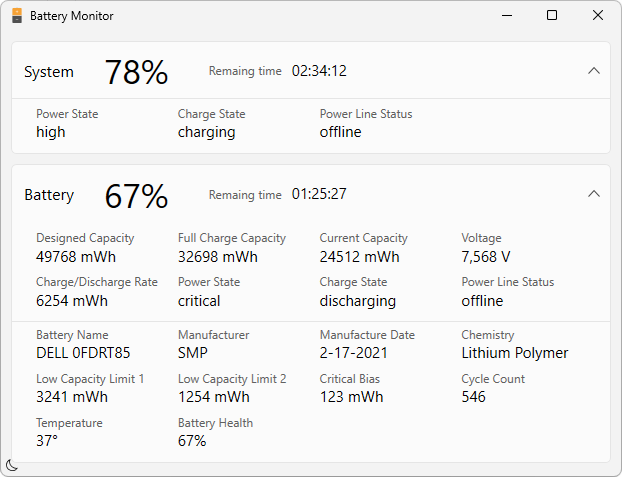 Battery Monitor
System 78% Remaing time 02:34:12
Power State Charge State Power Line Status
high charging offline
Battery 67% Remaing time 01:25:27
Designed Capacity Full Charge Capacity Current Capacity Voltage
49768 mWh 32698 mWh 24512 mWh 7,568 V
Charge/Discharge Rate Power State Charge State Power Line Status
6254 mWh critical discharging offline
Battery Name Manufacturer Manufacture Date Chemistry
DELL 0FDRT85 SMP 2-17-2021 Lithium Polymer
Low Capacity Limit 1 Low Capacity Limit 2 Critical Bias Cycle Count
3241 mWh 1254 mWh 123 mWh 546
Temperature Battery Health
37° 67%